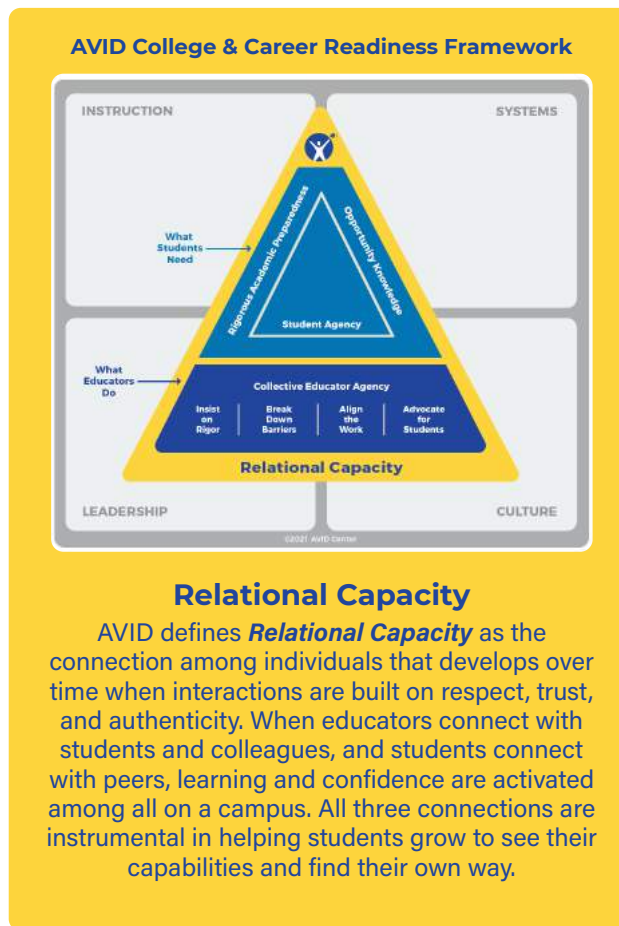 AVID College & Career Readiness Framework
INSTRUCTION
SYSTEMS
What
Students
Need
Rigorous Academic Preparedness
Opportunity Knowledge
Student Agency
What
Educators
Do
Collective Educator Agency
Insist
on
Rigor
Break
Down
Barriers
Align
the
Work
Advocate
for
Students
Relational Capacity
LEADERSHIP
CULTURE
©2021 AVID Center
Relational Capacity
AVID defines Relational Capacity as the
connection among individuals that develops over
time when interactions are built on respect, trust,
and authenticity. When educators connect with
students and colleagues, and students connect
with peers, learning and confidence are activated
among all on a campus. All three connections are
instrumental in helping students grow to see their
capabilities and find their own way.